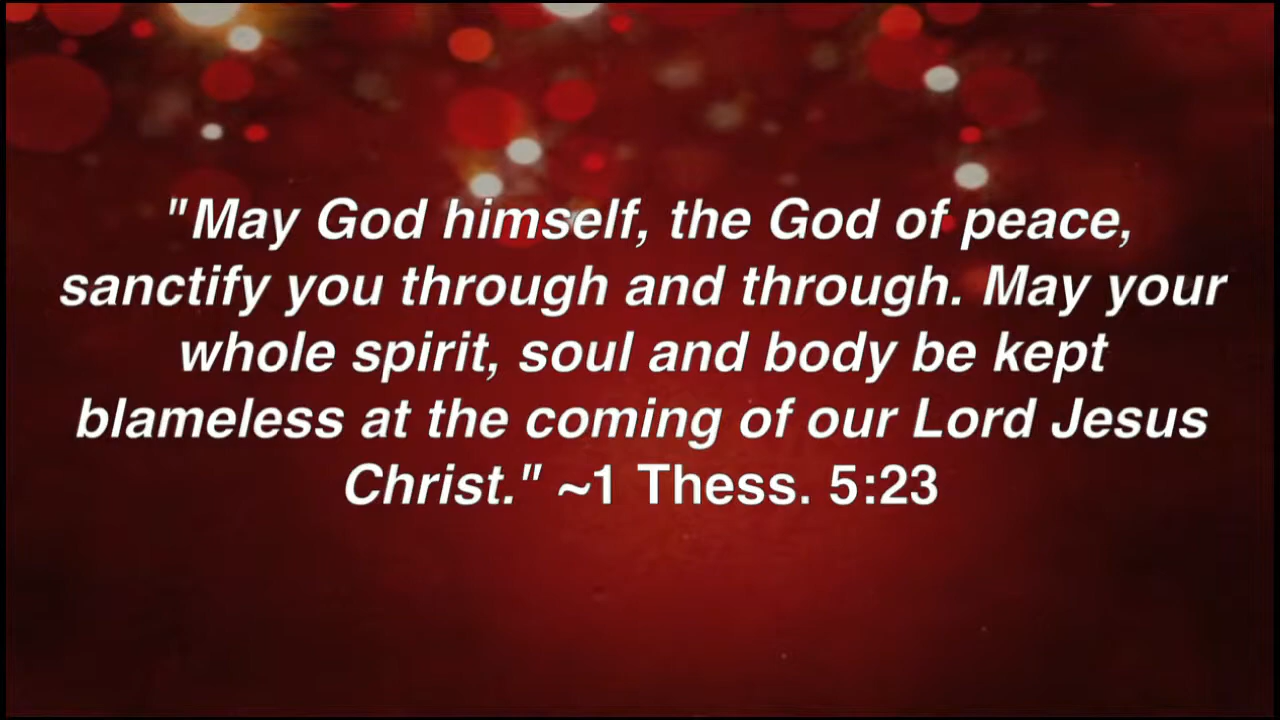 "May God himself, the God of peace,
sanctify you through and through. May your
whole spirit, soul and body be kept
blameless at the coming of our Lord Jesus
Christ." ~1 Thess. 5:23